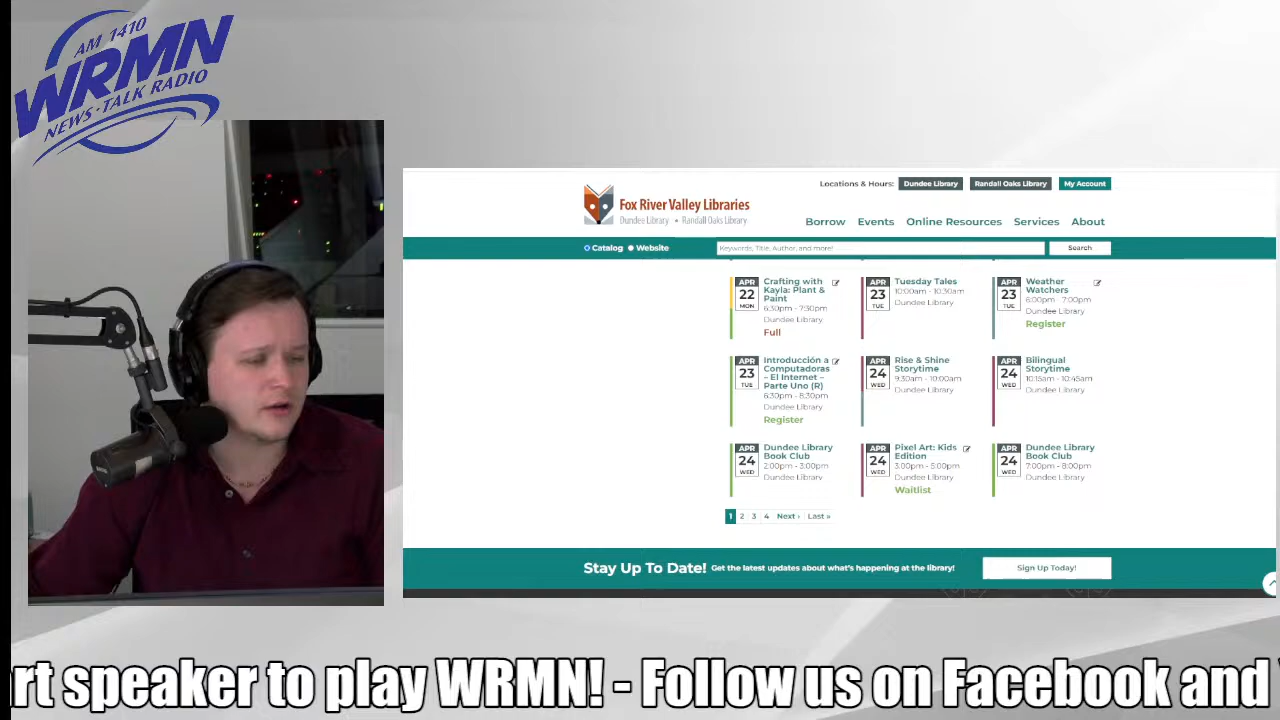 AM 1410
WRMN
NEWS • TALK RADIO
Locations & Hours: Dundee Library Randall Oaks Library My Account
Fox River Valley Libraries
Dundee Library • Randall Oaks Library
Borrow Events Online Resources Services About
Catalog Website Keywords, Title, Author, and more! Search
APR
22
MON
Crafting with
Kayla: Plant &
Paint
6:30pm - 7:30pm
Dundee Library
Full
APR
23
TUE
Tuesday Tales
10:00am - 10:30am
Dundee Library
APR
23
TUE
Weather
Watchers
6:00pm - 7:00pm
Dundee Library
Register
APR
23
TUE
Introducción a
Computadoras
– El Internet –
Parte Uno (R)
6:30pm - 8:30pm
Dundee Library
Register
APR
24
WED
Rise & Shine
Storytime
9:30am - 10:00am
Dundee Library
APR
24
WED
Bilingual
Storytime
10:15am - 10:45am
Dundee Library
APR
24
WED
Dundee Library
Book Club
2:00pm - 3:00pm
Dundee Library
APR
24
WED
Pixel Art: Kids
Edition
3:00pm - 5:00pm
Dundee Library
Waitlist
APR
24
WED
Dundee Library
Book Club
7:00pm - 8:00pm
Dundee Library
1 2 3 4 Next › Last »
Stay Up To Date! Get the latest updates about what's happening at the library! Sign Up Today!
rt speaker to play WRMN! - Follow us on Facebook and